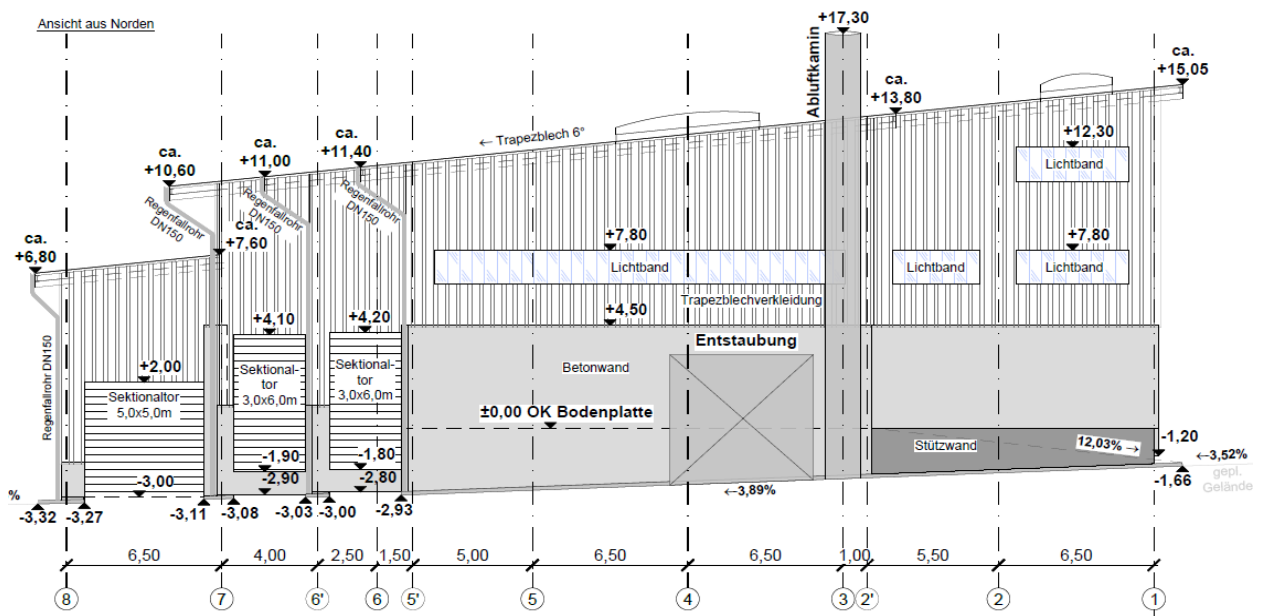 Ansicht aus Norden
+17,30
Abluftkamin
ca.
+15,05
ca.
+13,80
+12,30
Lichtband
← Trapezblech 6°
ca.
+11,40
ca.
+11,00
ca.
+10,60
Regenfallrohr
DN150
Regenfallrohr
DN150
Regenfallrohr
DN150
ca.
+7,60
ca.
+6,80
+7,80
Lichtband
Lichtband
+7,80
Lichtband
Trapezblechverkleidung
+4,50
+4,10
+4,20
Entstaubung
Betonwand
Sektional-
tor
3,0x6,0m
Sektional-
tor
3,0x6,0m
+2,00
Sektionaltor
5,0x5,0m
Regenfallrohr DN150
±0,00 OK Bodenplatte
Stützwand
12,03% →
-1,20
←3,52%
gepl.
Gelände
-1,66
-1,90
-1,80
-2,90
-2,80
-3,00
←3,89%
%
-3,32
-3,27
-3,11
-3,08
-3,03
-3,00
-2,93
6,50
4,00
2,50
1,50
5,00
6,50
6,50
1,00
5,50
6,50
8
7
6'
6
5'
5
4
3
2'
2
1